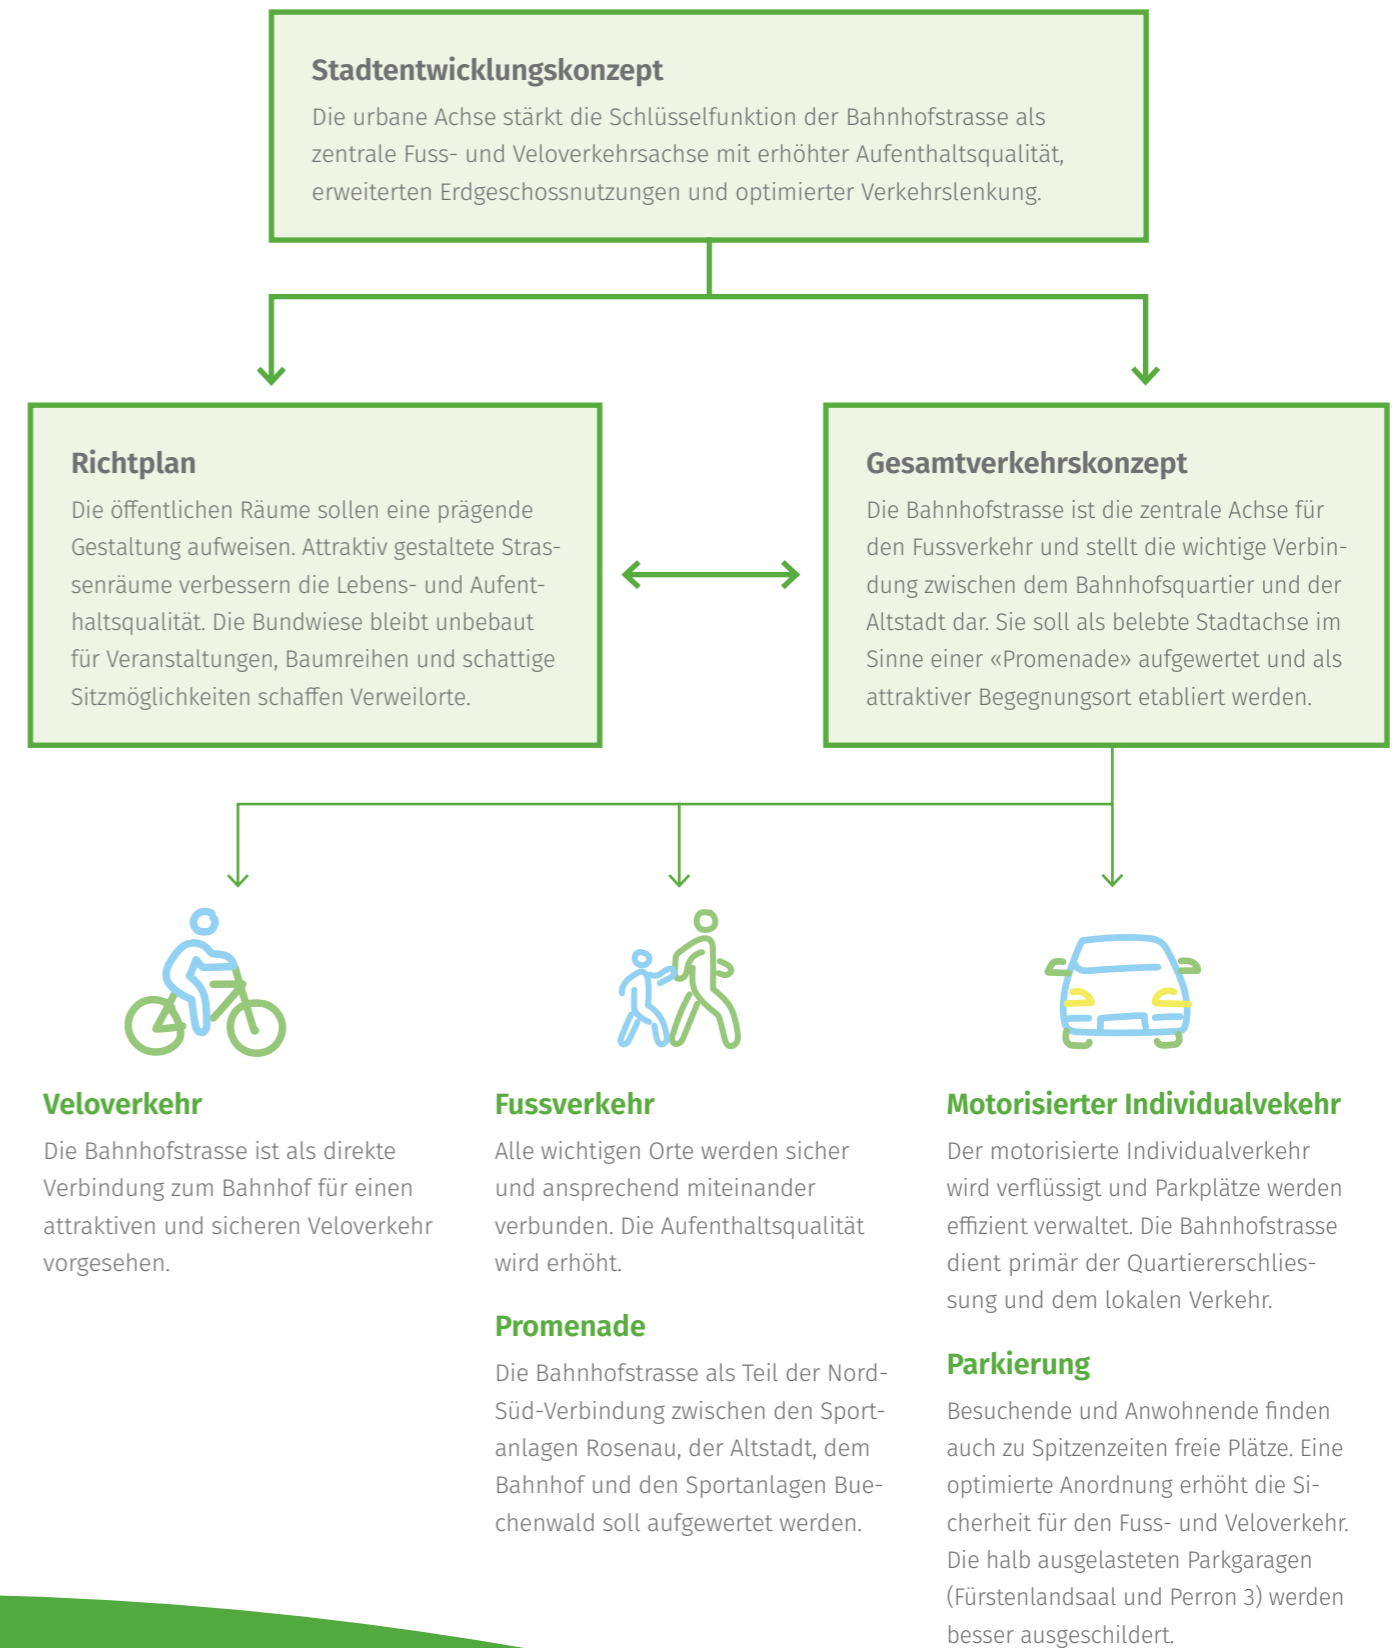 Stadtentwicklungskonzept
Die urbane Achse stärkt die Schlüsselfunktion der Bahnhofstrasse als
zentrale Fuss- und Veloverkehrsachse mit erhöhter Aufenthaltsqualität,
erweiterten Erdgeschossnutzungen und optimierter Verkehrslenkung.
Richtplan
Die öffentlichen Räume sollen eine prägende
Gestaltung aufweisen. Attraktiv gestaltete Stras-
senräume verbessern die Lebens- und Aufent-
haltsqualität. Die Bundwiese bleibt unbebaut
für Veranstaltungen, Baumreihen und schattige
Sitzmöglichkeiten schaffen Verweilorte.
Gesamtverkehrskonzept
Die Bahnhofstrasse ist die zentrale Achse für
den Fussverkehr und stellt die wichtige Verbin-
dung zwischen dem Bahnhofsquartier und der
Altstadt dar. Sie soll als belebte Stadtachse im
Sinne einer «Promenade» aufgewertet und als
attraktiver Begegnungsort etabliert werden.
Veloverkehr
Die Bahnhofstrasse ist als direkte
Verbindung zum Bahnhof für einen
attraktiven und sicheren Veloverkehr
vorgesehen.
Fussverkehr
Alle wichtigen Orte werden sicher
und ansprechend miteinander
verbunden. Die Aufenthaltsqualität
wird erhöht.
Promenade
Die Bahnhofstrasse als Teil der Nord-
Süd-Verbindung zwischen den Sport-
anlagen Rosenau, der Altstadt, dem
Bahnhof und den Sportanlagen Bue-
chenwald soll aufgewertet werden.
Motorisierter Individualvekehr
Der motorisierte Individualverkehr
wird verflüssigt und Parkplätze werden
effizient verwaltet. Die Bahnhofstrasse
dient primär der Quartiererschlies-
sung und dem lokalen Verkehr.
Parkierung
Besuchende und Anwohnende finden
auch zu Spitzenzeiten freie Plätze. Eine
optimierte Anordnung erhöht die Si-
cherheit für den Fuss- und Veloverkehr.
Die halb ausgelasteten Parkgaragen
(Fürstenlandsaal und Perron 3) werden
besser ausgeschildert.